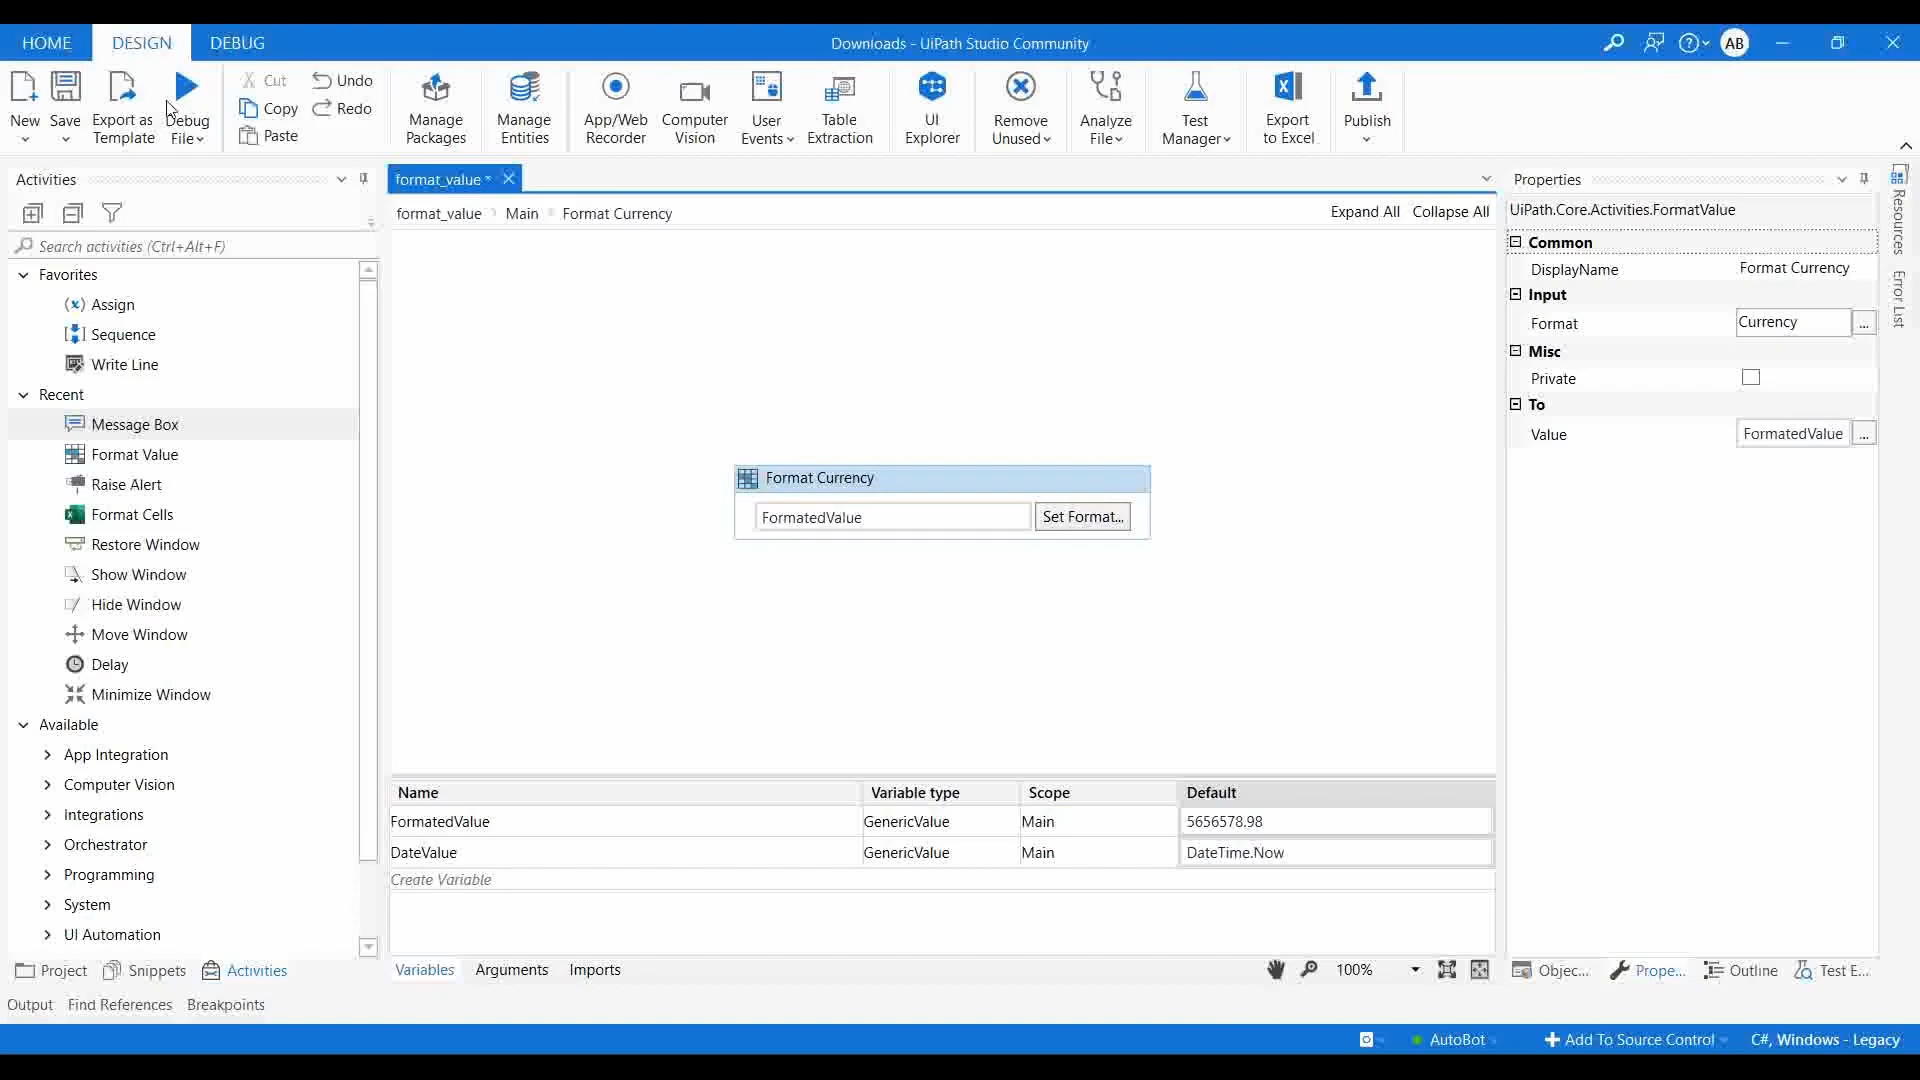 HOME DESIGN DEBUG Downloads - UiPath Studio Community AB
New Save Export as Template Debug File Cut Copy Paste Undo Redo Manage Packages Manage Entities App/Web Recorder Computer Vision User Events Table Extraction UI Explorer Remove Unused Analyze File Test Manager Export to Excel Publish
Activities
Search activities (Ctrl+Alt+F)
Favorites
Assign
Sequence
Write Line
Recent
Message Box
Format Value
Raise Alert
Format Cells
Restore Window
Show Window
Hide Window
Move Window
Delay
Minimize Window
Available
App Integration
Computer Vision
Integrations
Orchestrator
Programming
System
UI Automation
Project Snippets Activities
format_value *
format_value Main Format Currency Expand All Collapse All
Format Currency
FormatedValue Set Format...
Name Variable type Scope Default
FormatedValue GenericValue Main 5656578.98
DateValue GenericValue Main DateTime.Now
Create Variable
Variables Arguments Imports 100%
Properties
UiPath.Core.Activities.FormatValue
Common
DisplayName Format Currency
Input
Format Currency ...
Misc
Private
To
Value FormatedValue ...
Objec... Prope... Outline Test E...
Resources
Error List
Output Find References Breakpoints
AutoBot Add To Source Control C#, Windows - Legacy